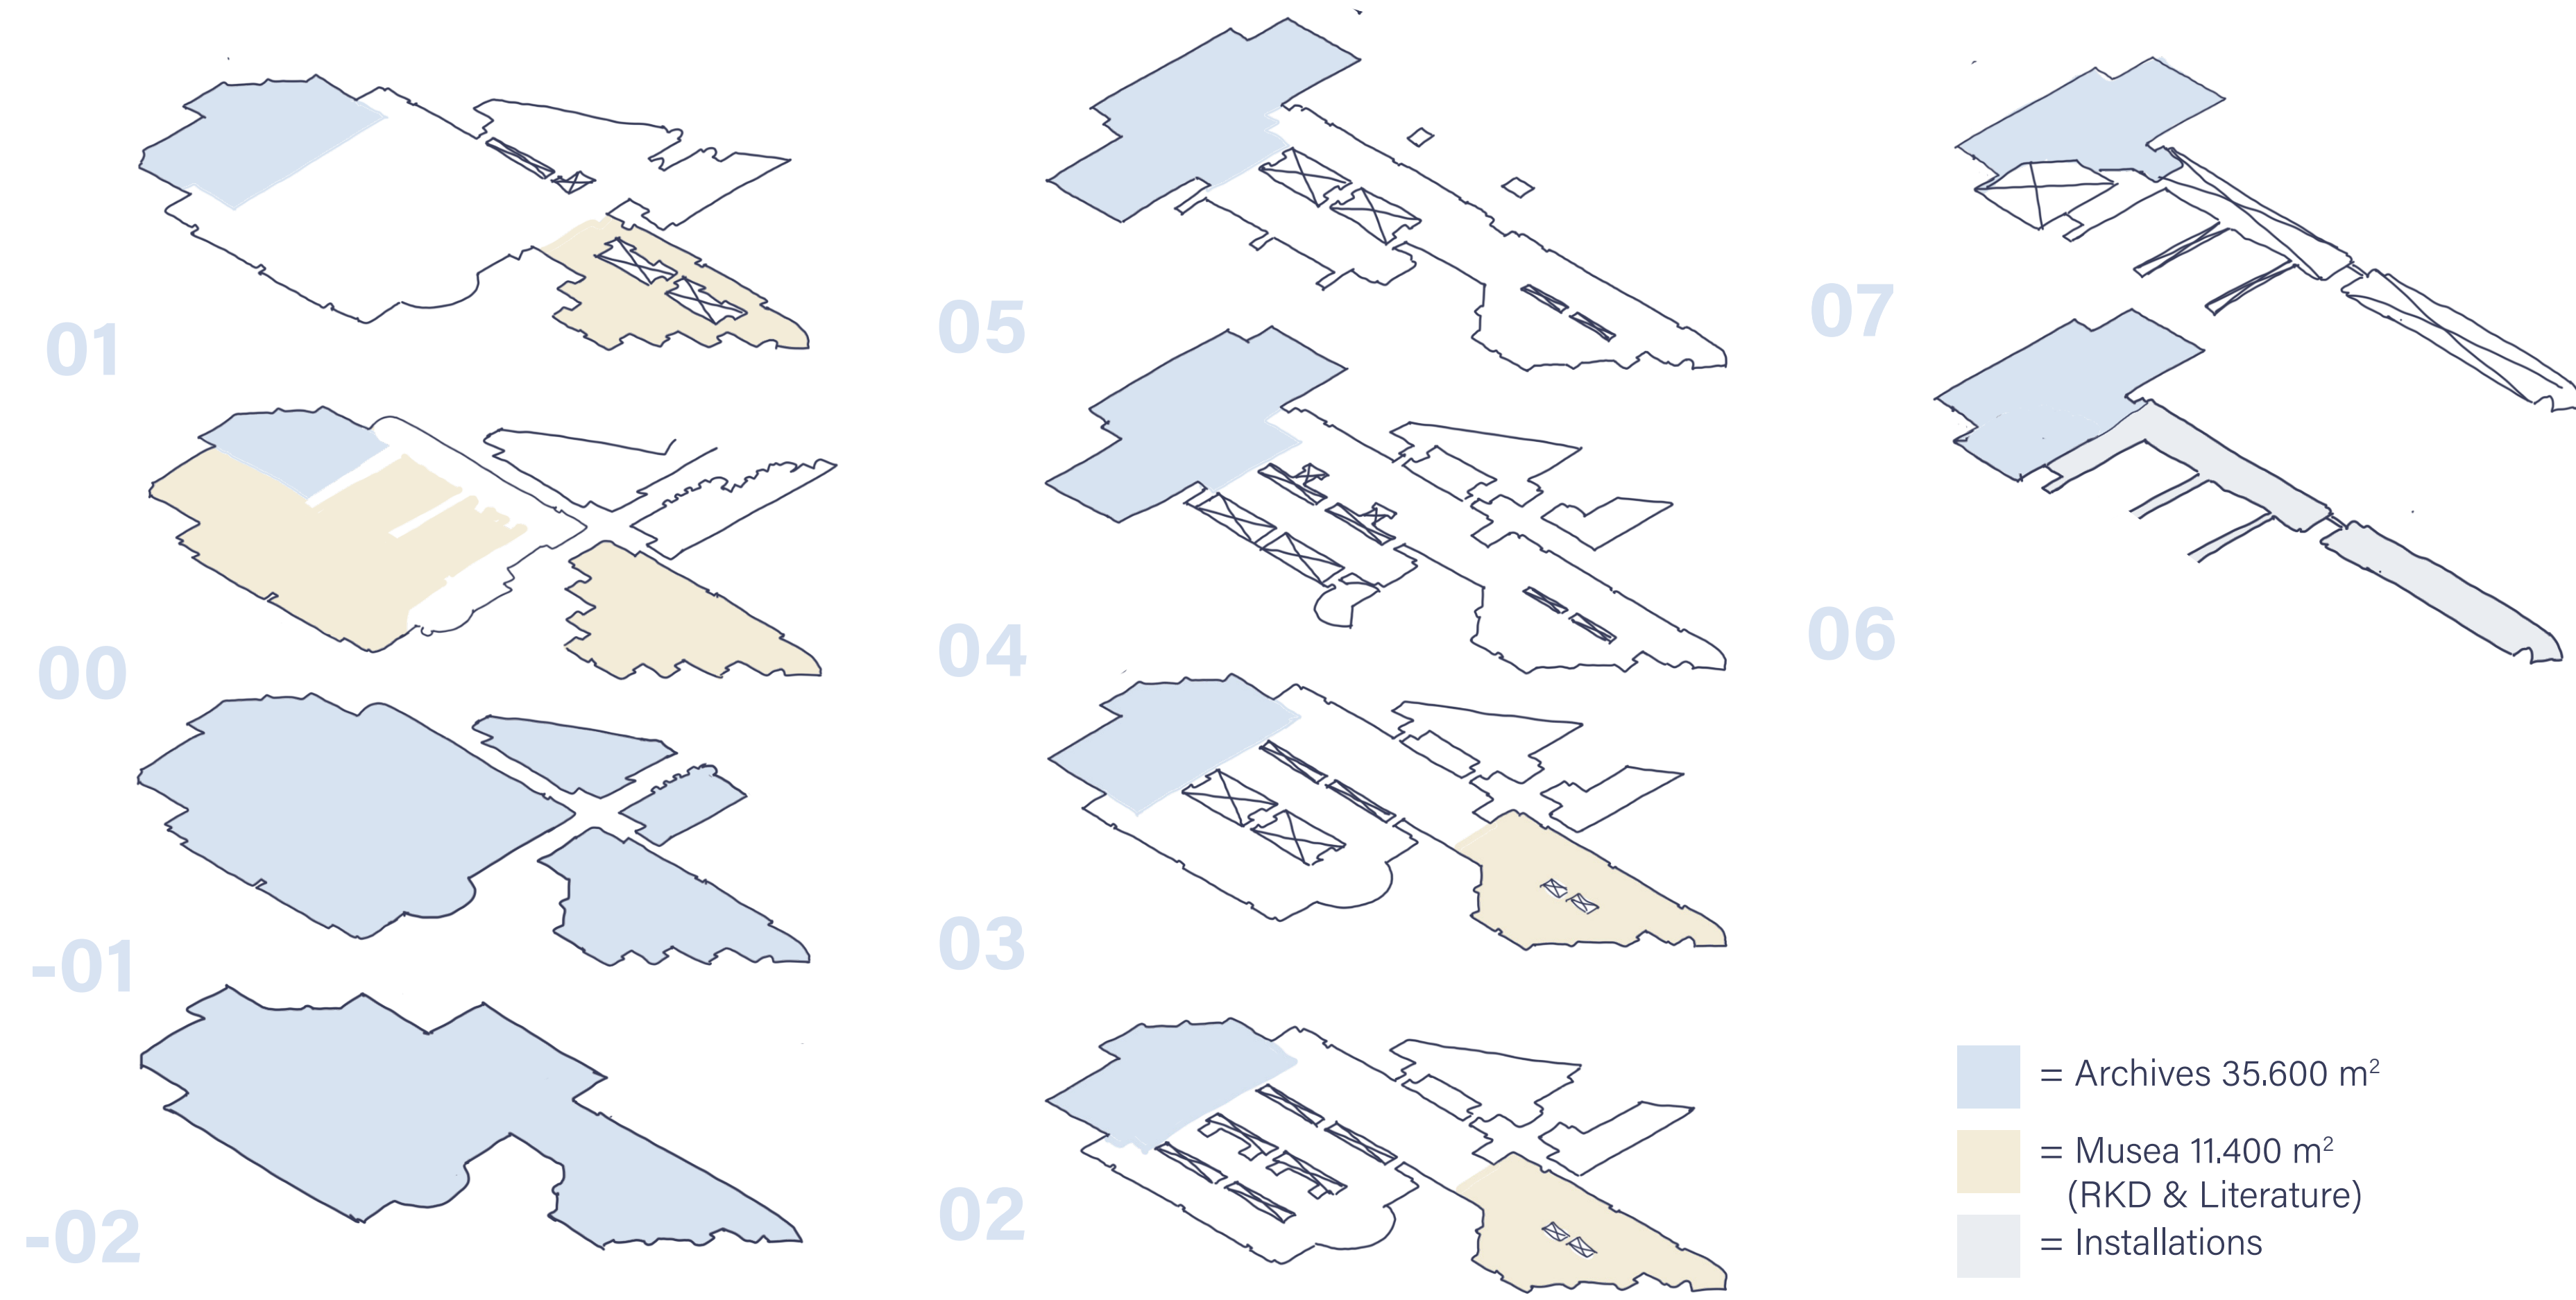 01
00
-01
-02
05
04
03
02
07
06
= Archives 35.600 m²
= Musea 11.400 m²
(RKD & Literature)
= Installations